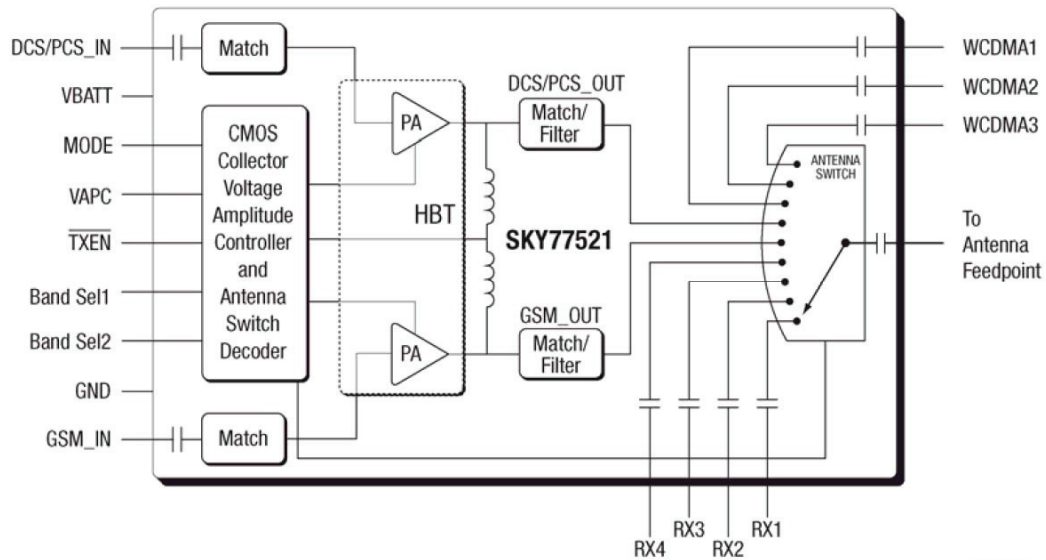 DCS/PCS_IN
VBATT
MODE
VAPC
TXEN
Band Sel1
Band Sel2
GND
GSM_IN
Match
CMOS
Collector
Voltage
Amplitude
Controller
and
Antenna
Switch
Decoder
Match
PA
HBT
PA
DCS/PCS_OUT
Match/
Filter
SKY77521
GSM_OUT
Match/
Filter
WCDMA1
WCDMA2
WCDMA3
ANTENNA
SWITCH
To
Antenna
Feedpoint
RX4
RX3
RX2
RX1